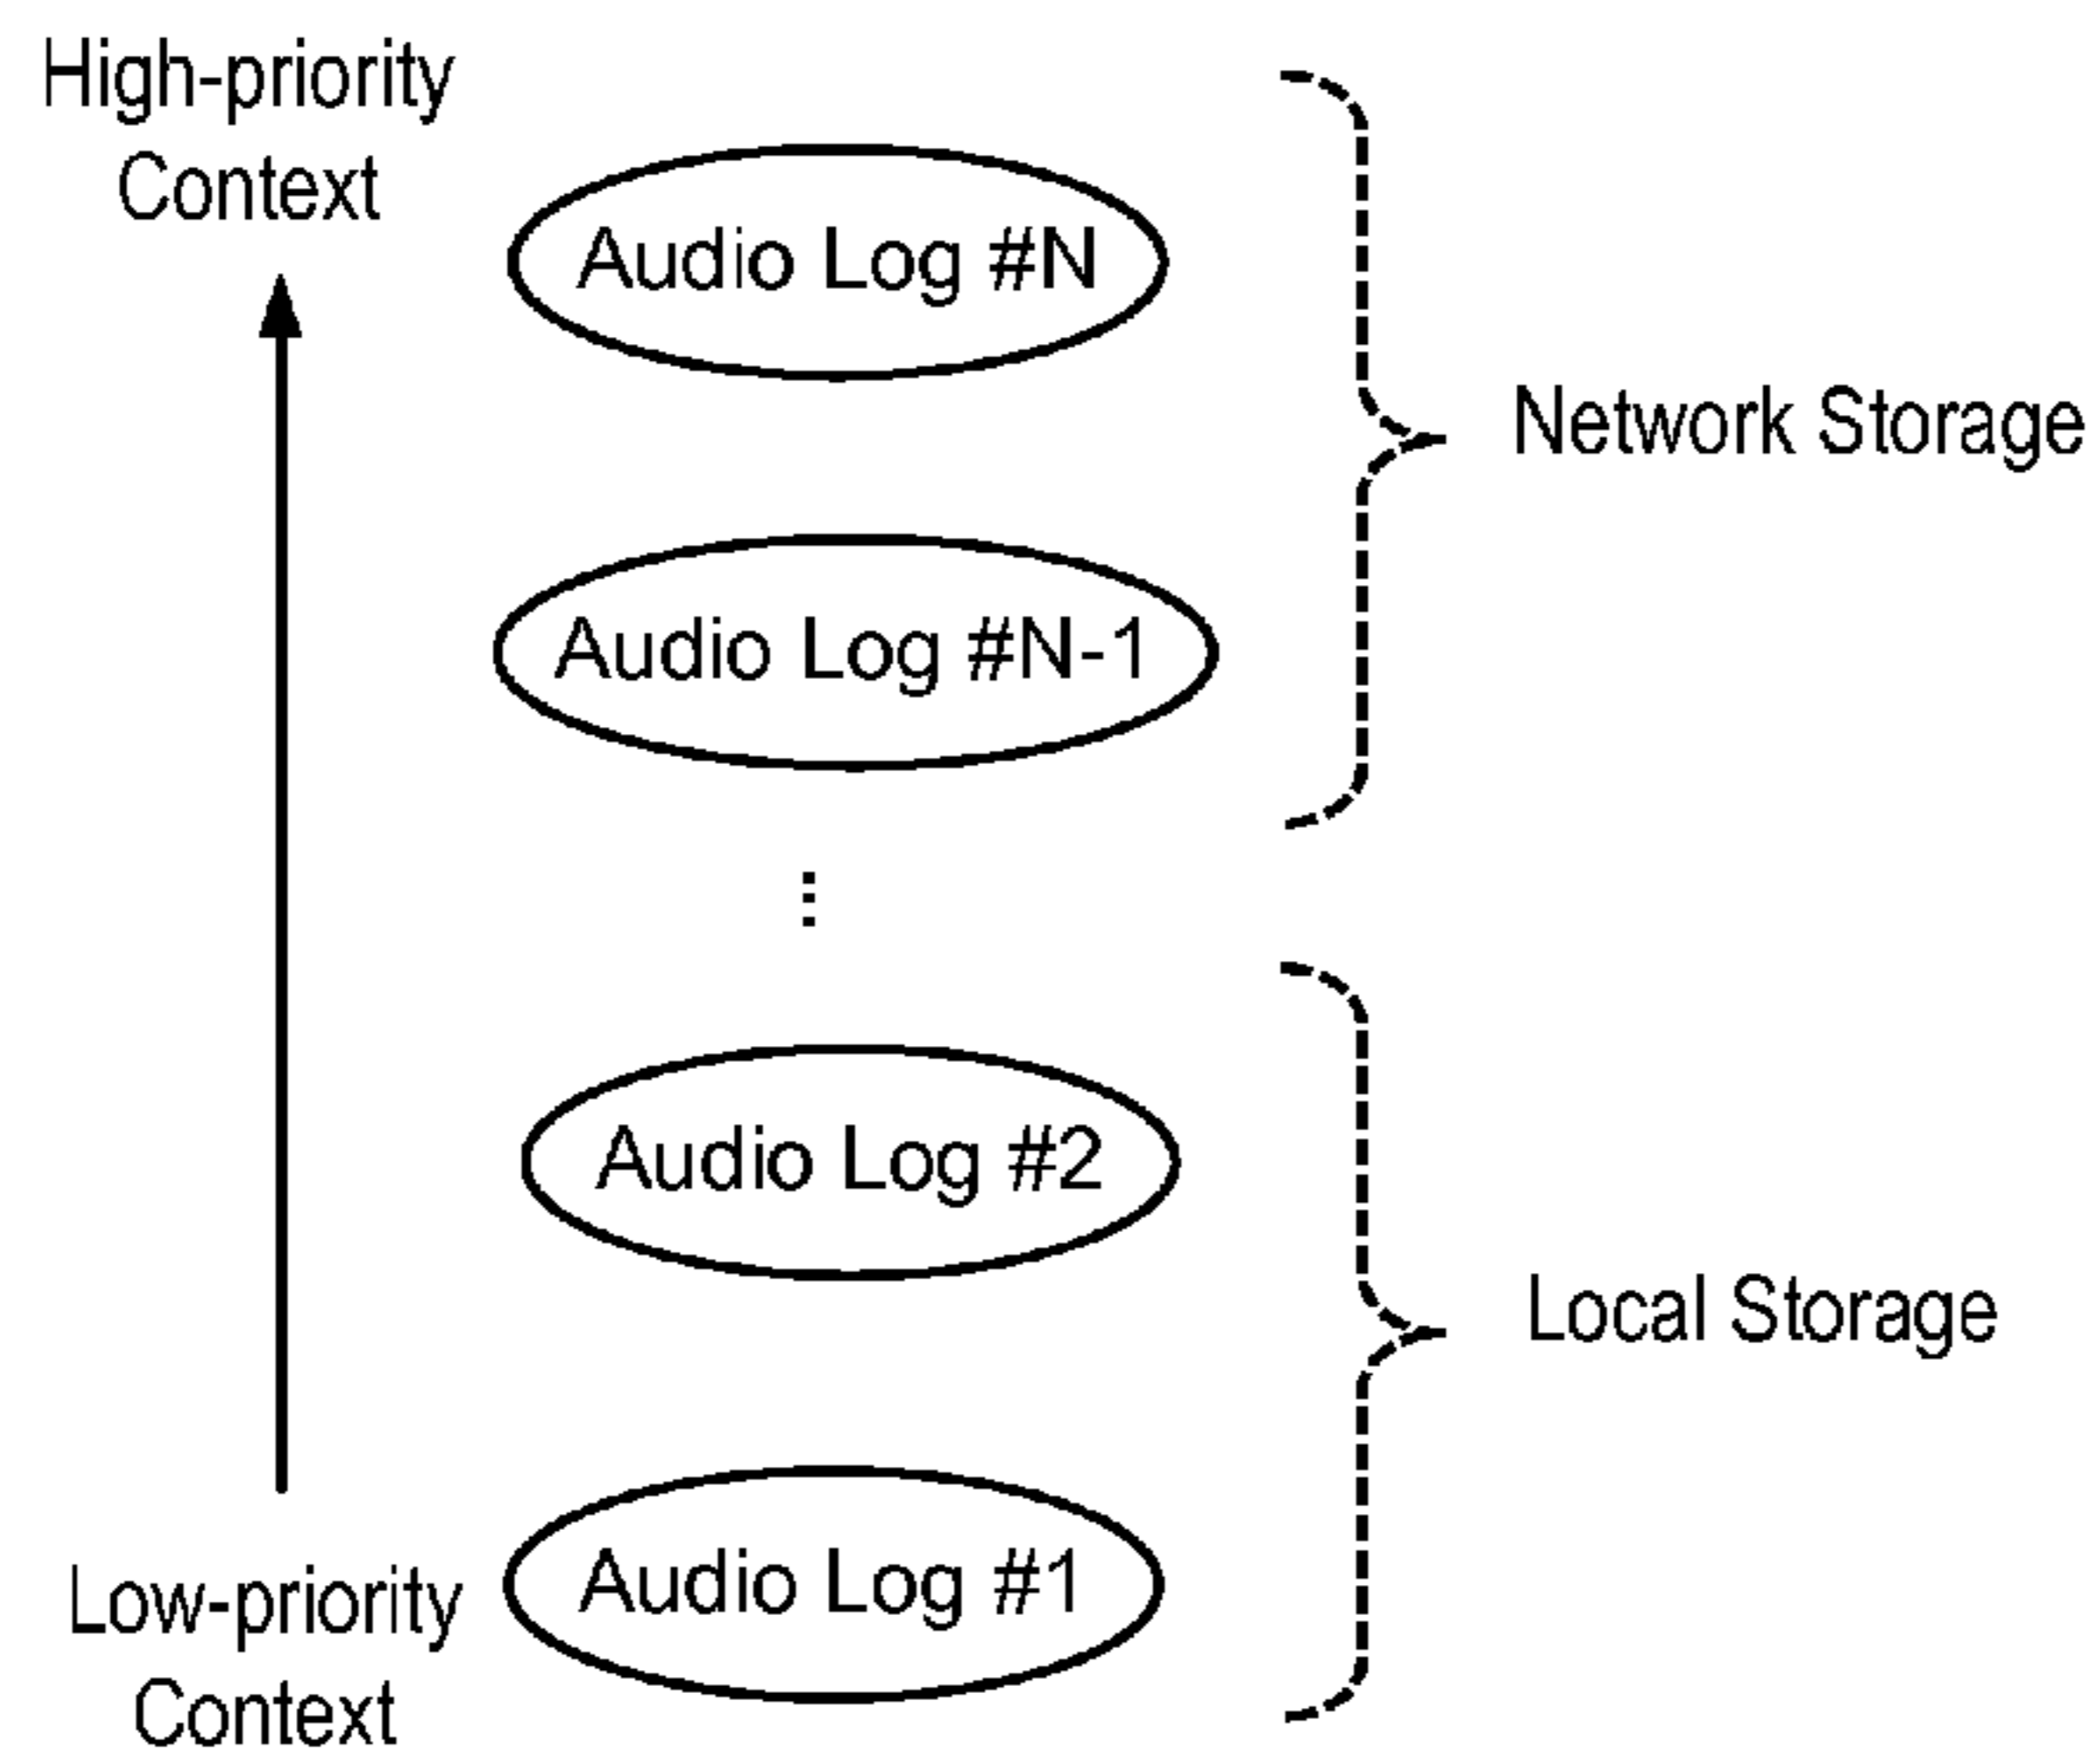 High-priority
Context
Audio Log #N
Network Storage
Audio Log #N-1
Audio Log #2
Local Storage
Audio Log #1
Low-priority
Context